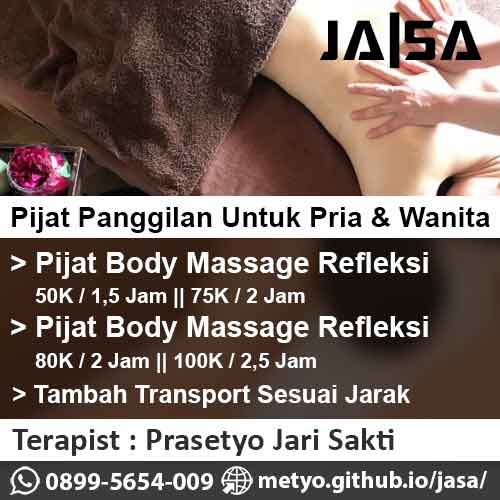 JA|SA
Pijat Panggilan Untuk Pria & Wanita
> Pijat Body Massage Refleksi
50K / 1,5 Jam || 75K / 2 Jam
> Pijat Body Massage Refleksi
80K / 2 Jam || 100K / 2,5 Jam
> Tambah Transport Sesuai Jarak
Terapist : Prasetyo Jari Sakti
0899-5654-009 metyo.github.io/jasa/